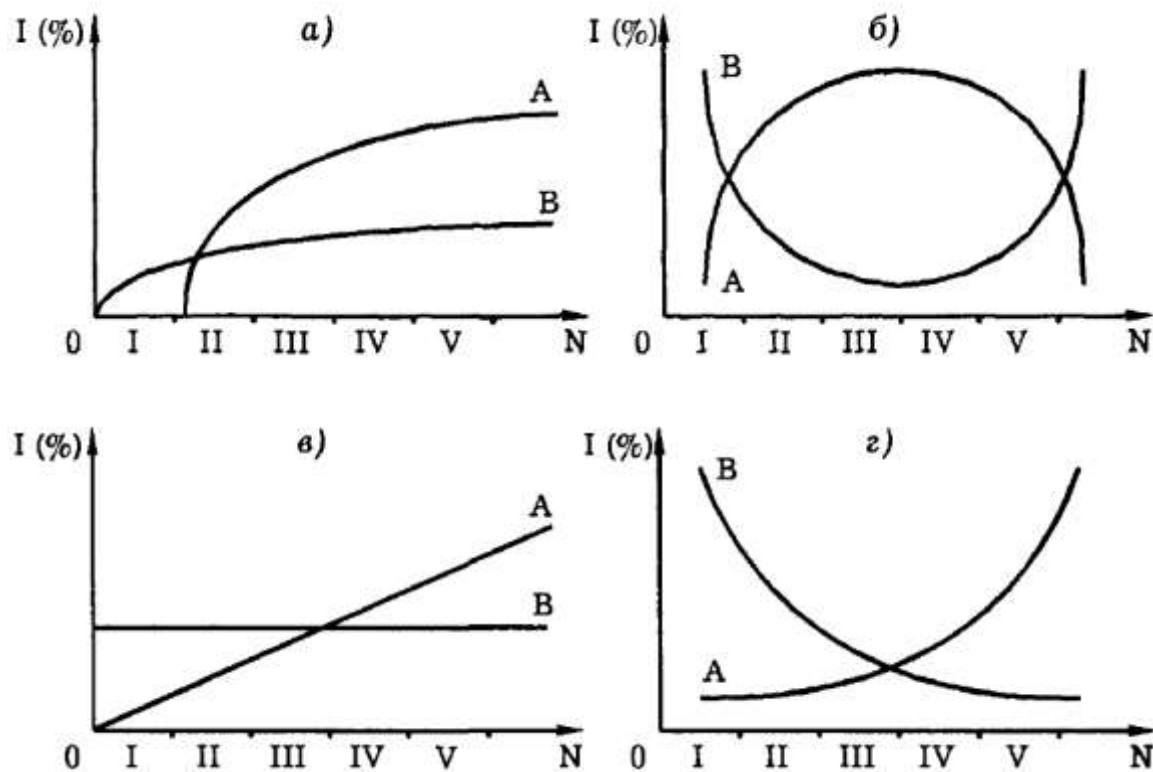 I (%) а) A B 0 I II III IV V N
I (%) б) B A 0 I II III IV V N
I (%) в) A B 0 I II III IV V N
I (%) г) B A 0 I II III IV V N